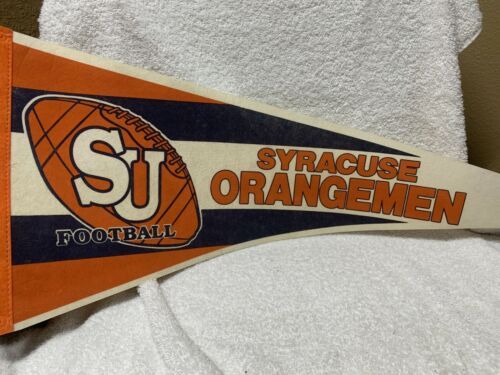 SU
FOOTBALL
SYRACUSE
ORANGEMEN